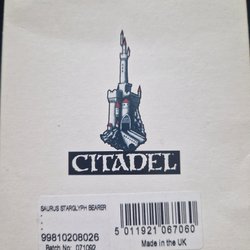 CITADEL
SAURUS STARGLYPH BEARER
99810208026
Batch No: 071092
5 011921 067060
Made in the UK